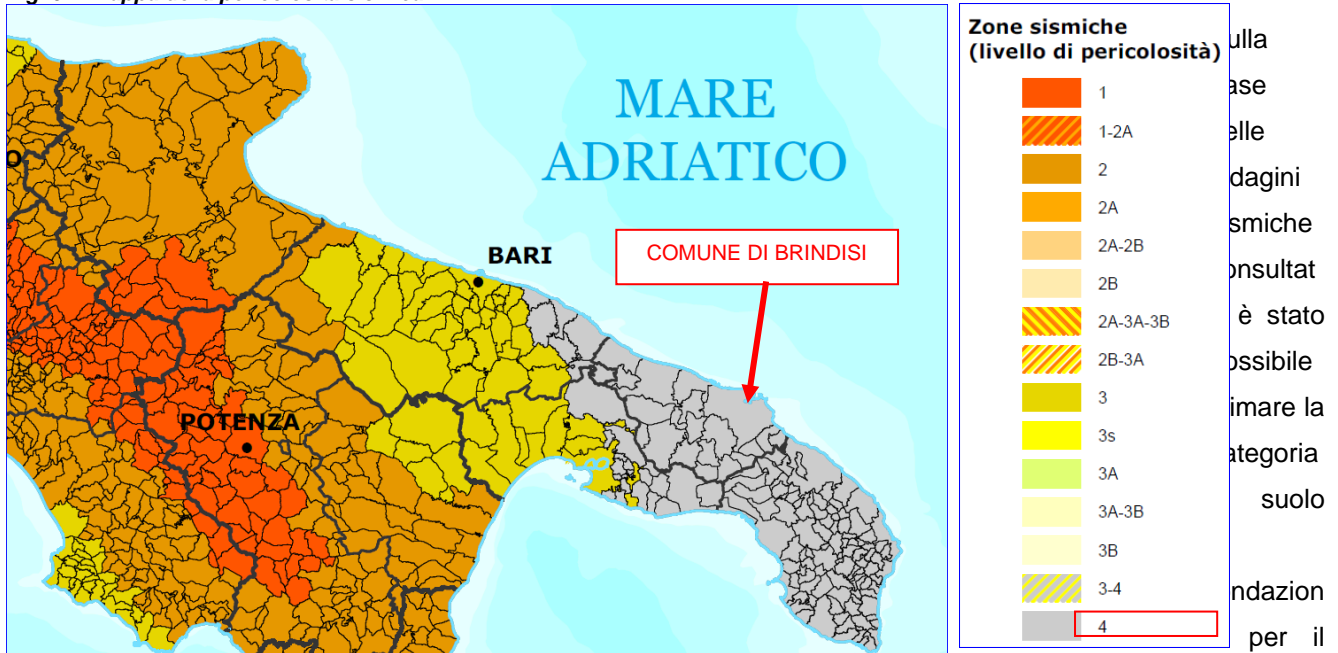 MARE
ADRIATICO
BARI
COMUNE DI BRINDISI
POTENZA
Zone sismiche
(livello di pericolosità)
1
1-2A
2
2A
2A-2B
2B
2A-3A-3B
2B-3A
3
3s
3A
3A-3B
3B
3-4
4
ulla
ase
elle
dagini
smiche
onsultat
è stato
ossibile
imare la
ategoria
suolo
ndazion
per il